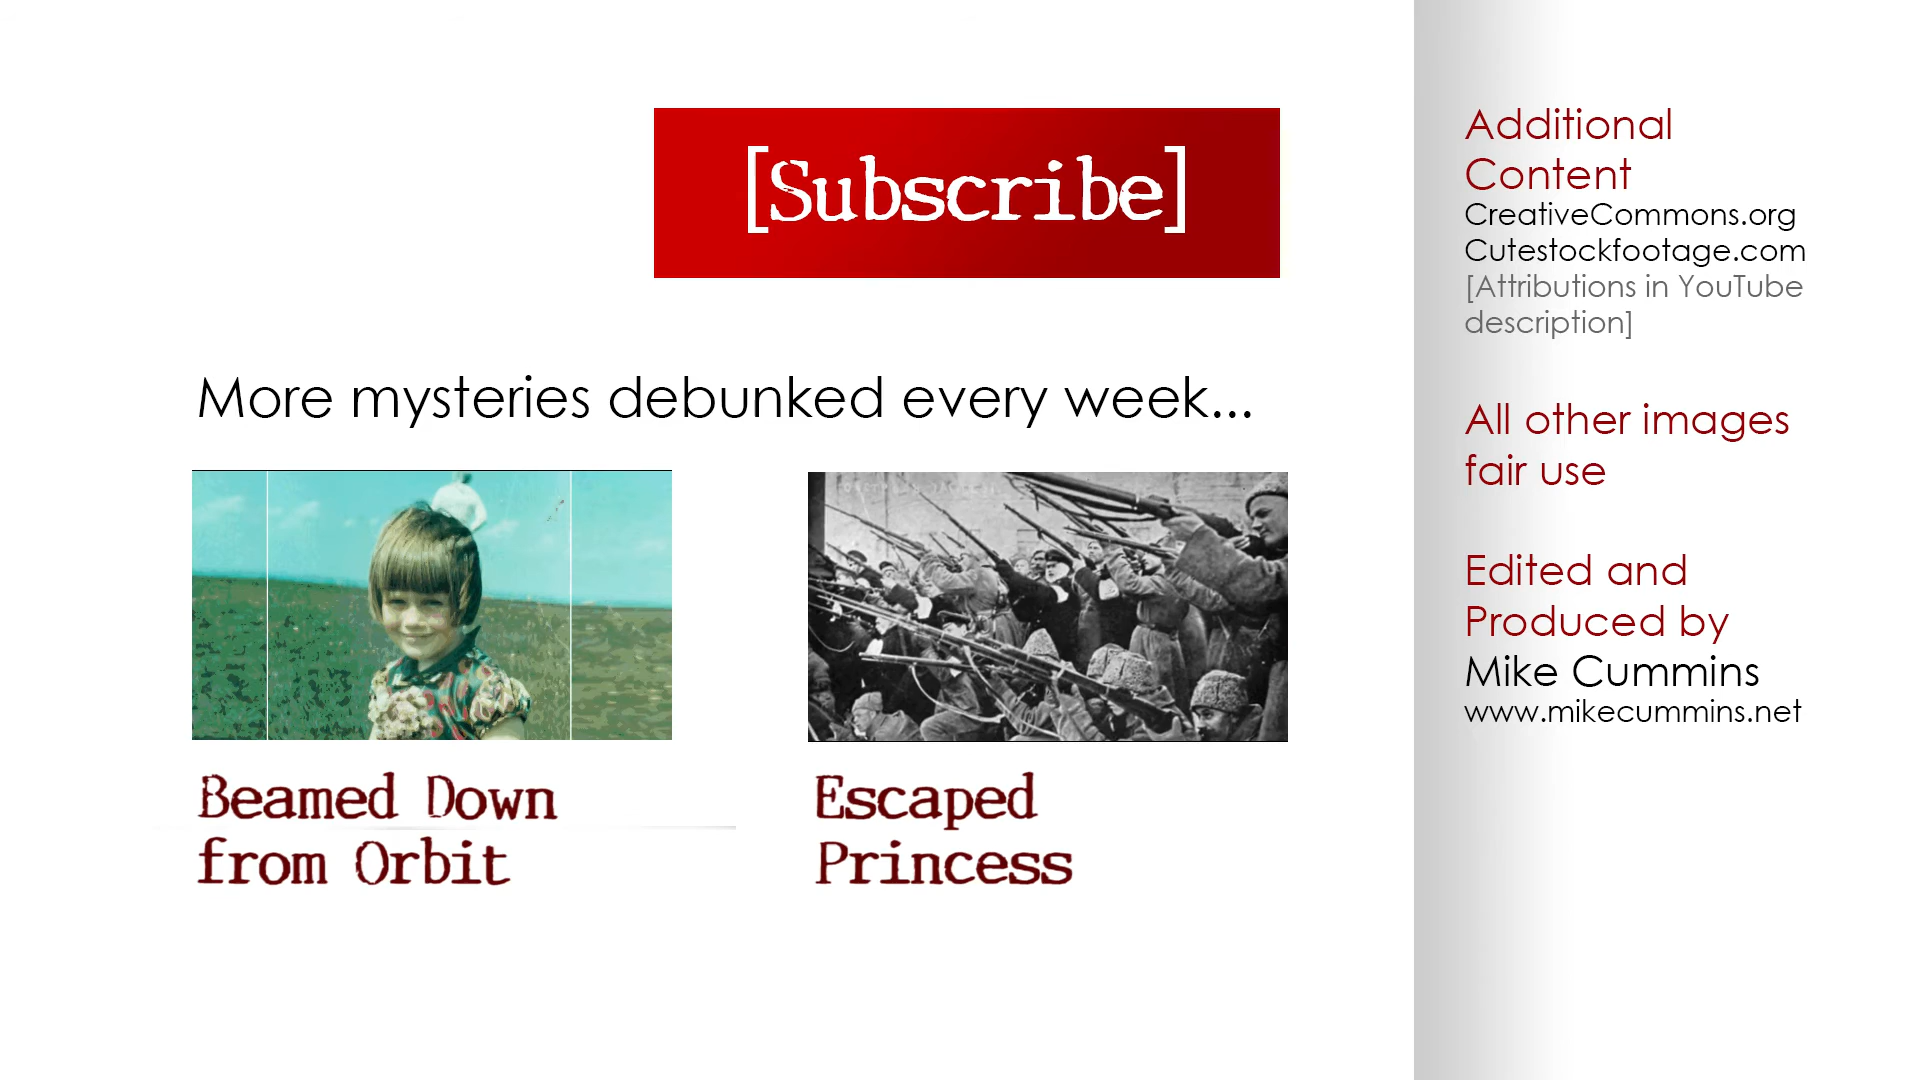 [Subscribe]
More mysteries debunked every week...
Beamed Down
from Orbit
Escaped
Princess
Additional
Content
CreativeCommons.org
Cutestockfootage.com
[Attributions in YouTube
description]
All other images
fair use
Edited and
Produced by
Mike Cummins
www.mikecummins.net